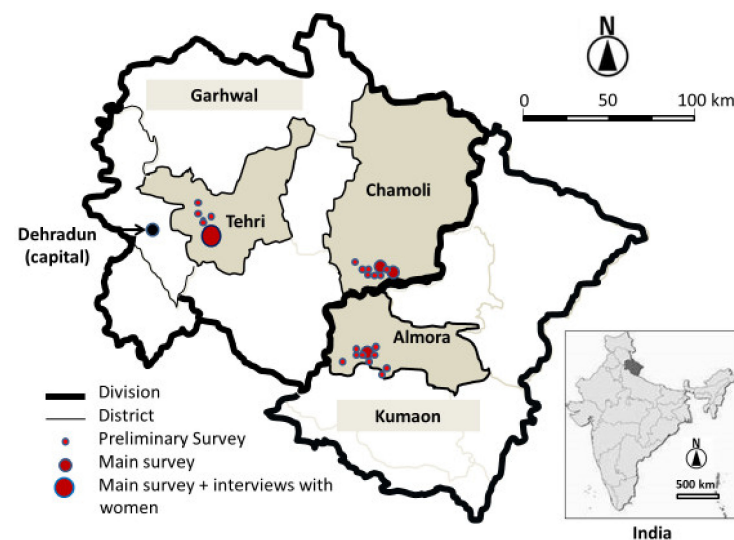 N
Garhwal
0 50 100 km
Chamoli
Tehri
Dehradun
(capital)
Almora
Division
District
Preliminary Survey
Main survey
Main survey + interviews with
women
Kumaon
N
500 km
India